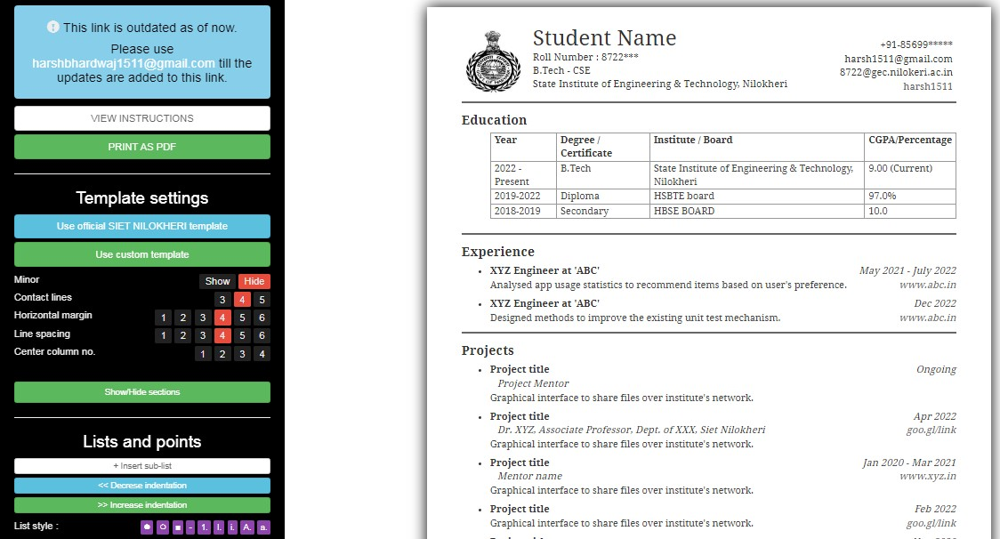 This link is outdated as of now.
Please use
harshbhardwaj1511@gmail.com till the
updates are added to this link.
VIEW INSTRUCTIONS
PRINT AS PDF
Template settings
Use official SIET NILOKHERI template
Use custom template
Minor Show Hide
Contact lines 3 4 5
Horizontal margin 1 2 3 4 5 6
Line spacing 1 2 3 4 5 6
Center column no. 1 2 3 4
Show/Hide sections
Lists and points
+ Insert sub-list
<< Decrese indentation
>> Increase indentation
List style : - 1. I. i. A. a.
Student Name
Roll Number : 8722***
B.Tech - CSE
State Institute of Engineering & Technology, Nilokheri
+91-85699*****
harsh1511@gmail.com
8722@gec.nilokeri.ac.in
harsh1511
Education
Year Degree / Certificate Institute / Board CGPA/Percentage
2022 - Present B.Tech State Institute of Engineering & Technology, Nilokheri 9.00 (Current)
2019-2022 Diploma HSBTE board 97.0%
2018-2019 Secondary HBSE BOARD 10.0
Experience
XYZ Engineer at 'ABC' May 2021 - July 2022
Analysed app usage statistics to recommend items based on user's preference. www.abc.in
XYZ Engineer at 'ABC' Dec 2022
Designed methods to improve the existing unit test mechanism. www.abc.in
Projects
Project title Ongoing
Project Mentor
Graphical interface to share files over institute's network.
Project title Apr 2022
Dr. XYZ, Associate Professor, Dept. of XXX, Siet Nilokheri goo.gl/link
Graphical interface to share files over institute's network.
Project title Jan 2020 - Mar 2021
Mentor name www.xyz.in
Graphical interface to share files over institute's network.
Project title Feb 2022
Graphical interface to share files over institute's network. goo.gl/link